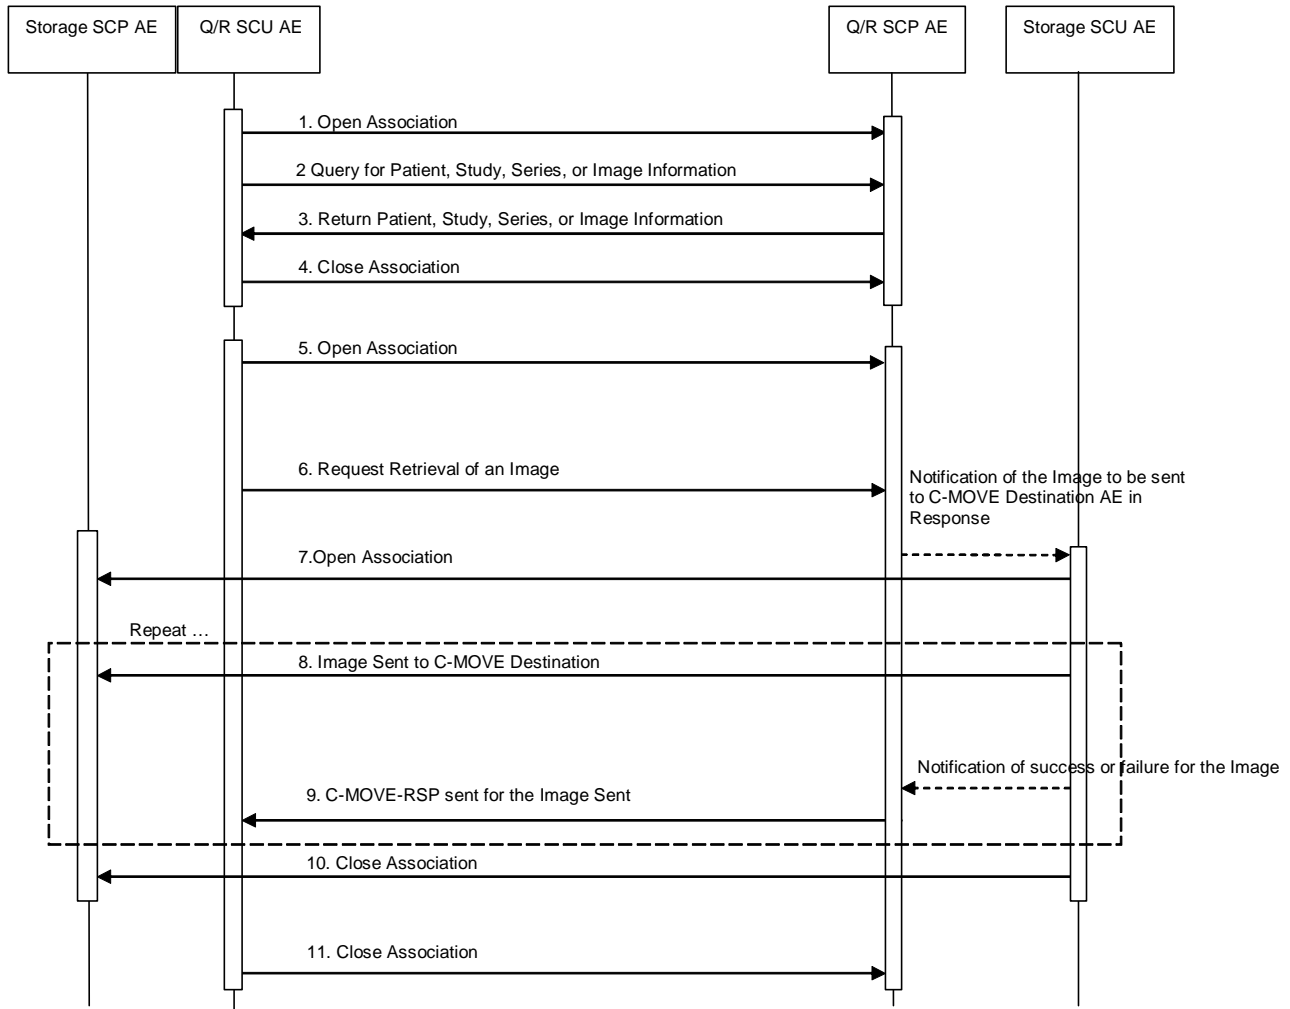 Storage SCP AE
Q/R SCU AE
Q/R SCP AE
Storage SCU AE
1. Open Association
2 Query for Patient, Study, Series, or Image Information
3. Return Patient, Study, Series, or Image Information
4. Close Association
5. Open Association
6. Request Retrieval of an Image
Notification of the Image to be sent
to C-MOVE Destination AE in
Response
7.Open Association
Repeat …
8. Image Sent to C-MOVE Destination
Notification of success or failure for the Image
9. C-MOVE-RSP sent for the Image Sent
10. Close Association
11. Close Association